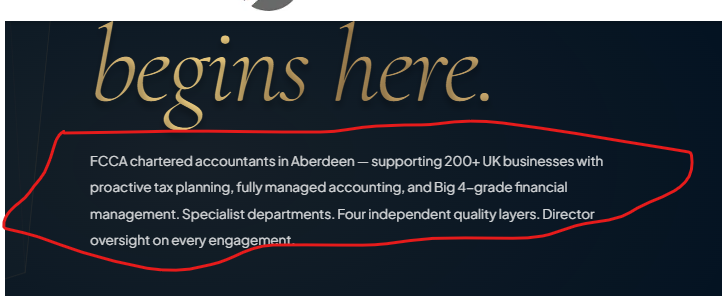 begins here.
FCCA chartered accountants in Aberdeen — supporting 200+ UK businesses with
proactive tax planning, fully managed accounting, and Big 4-grade financial
management. Specialist departments. Four independent quality layers. Director
oversight on every engagement.